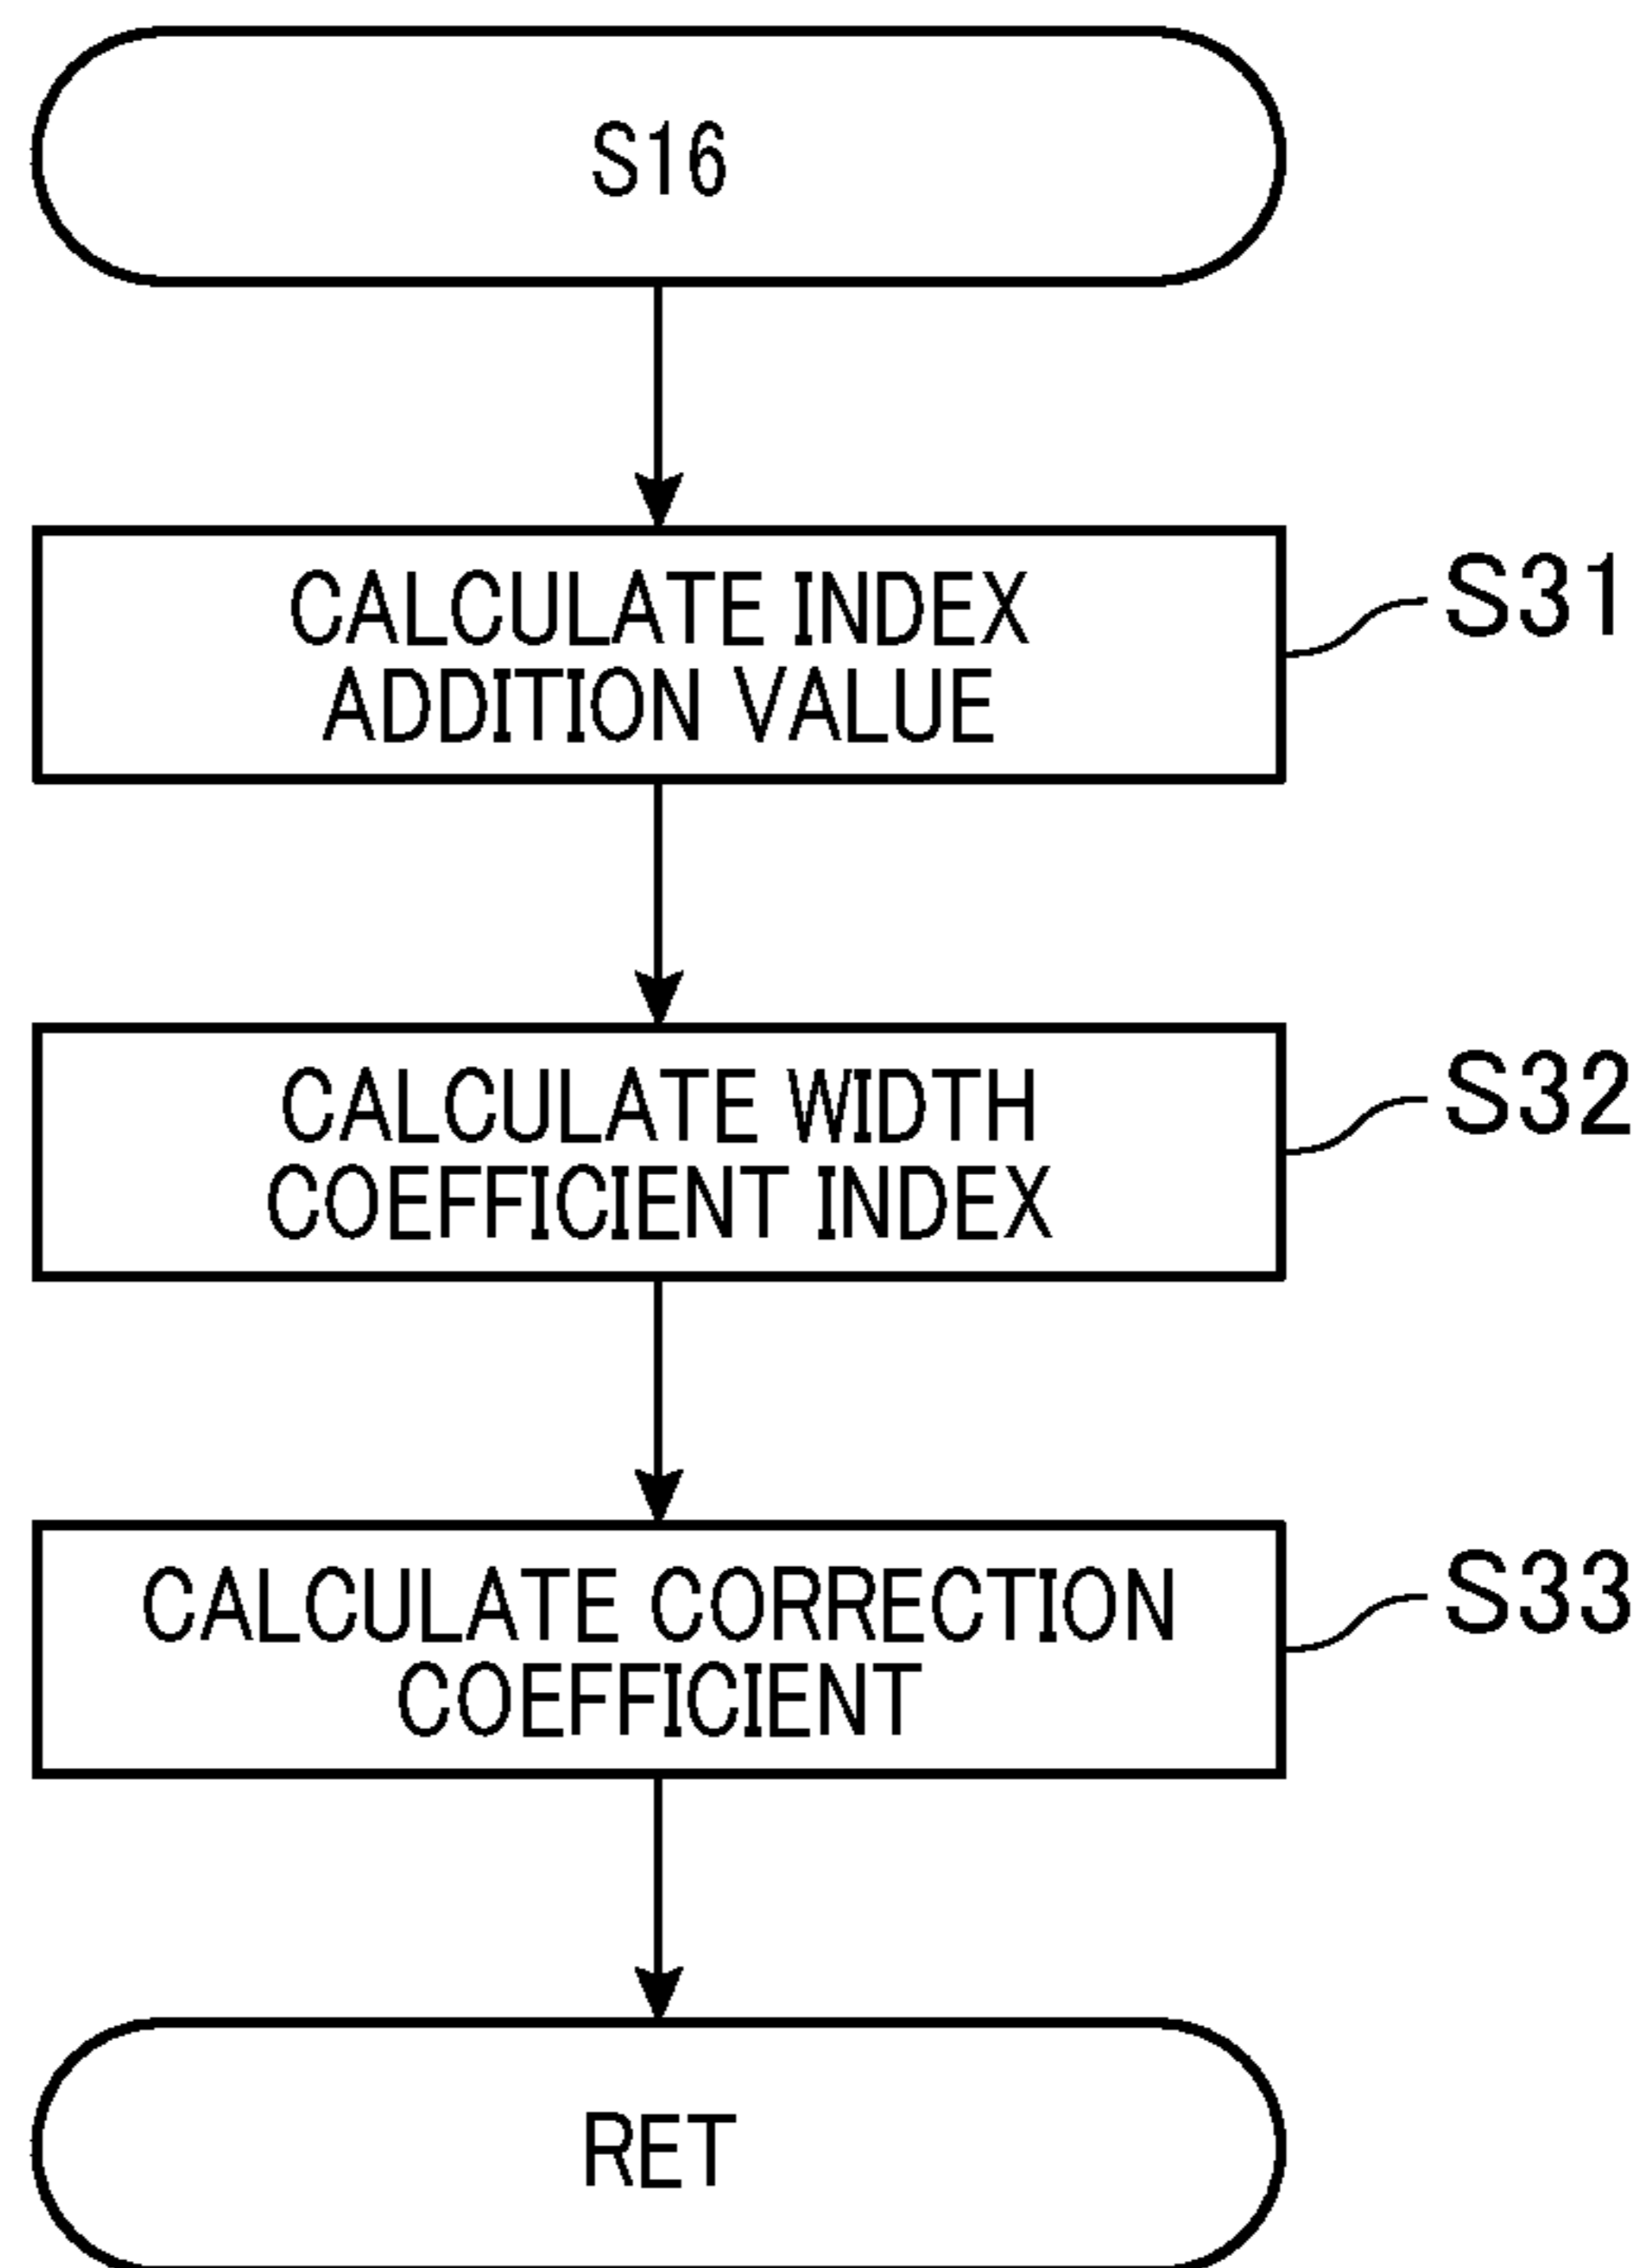 S16
CALCULATE INDEX
ADDITION VALUE
S31
CALCULATE WIDTH
COEFFICIENT INDEX
S32
CALCULATE CORRECTION
COEFFICIENT
S33
RET